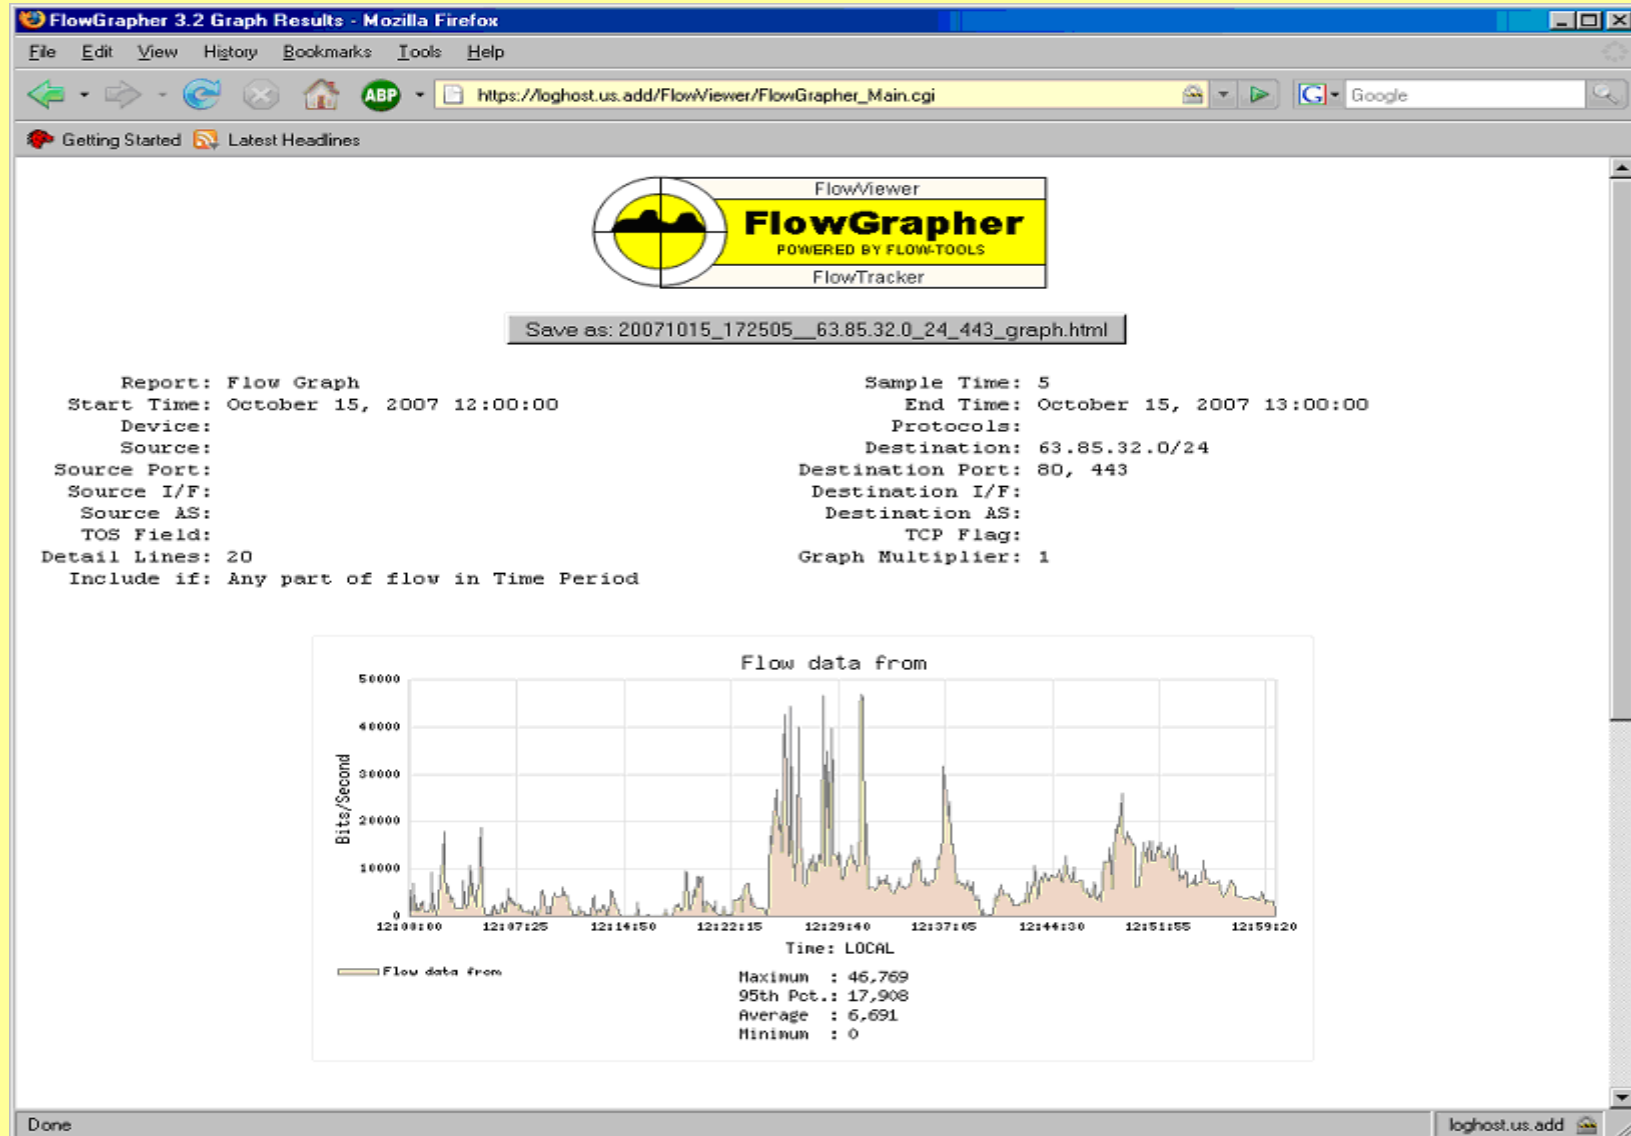 FlowGrapher 3.2 Graph Results - Mozilla Firefox
File Edit View History Bookmarks Tools Help
ABP https://loghost.us.add/FlowViewer/FlowGrapher_Main.cgi G Google
Getting Started Latest Headlines
FlowViewer
FlowGrapher
POWERED BY FLOW-TOOLS
FlowTracker
Save as: 20071015_172505__63.85.32.0_24_443_graph.html
Report: Flow Graph Sample Time: 5
Start Time: October 15, 2007 12:00:00 End Time: October 15, 2007 13:00:00
Device: Protocols:
Source: Destination: 63.85.32.0/24
Source Port: Destination Port: 80, 443
Source I/F: Destination I/F:
Source AS: Destination AS:
TOS Field: TCP Flag:
Detail Lines: 20 Graph Multiplier: 1
Include if: Any part of flow in Time Period
Flow data from
50000
40000
30000
20000
10000
0
Bits/Second
12:00:00 12:07:25 12:14:50 12:22:15 12:29:40 12:37:05 12:44:30 12:51:55 12:59:20
Time: LOCAL
Flow data from
Maximum : 46,769
95th Pct.: 17,908
Average : 6,691
Minimum : 0
Done loghost.us.add